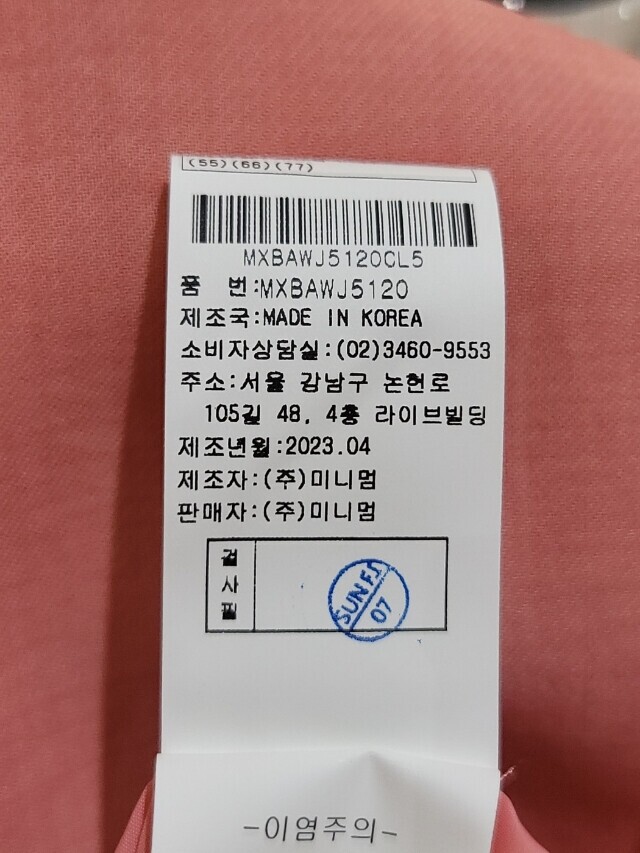 (55)(66)(77)
MXBAWJ5120CL5
품 번:MXBAWJ5120
제조국:MADE IN KOREA
소비자상담실:(02)3460-9553
주소:서울 강남구 논현로
105길 48, 4층 라이브빌딩
제조년월:2023.04
제조자:(주)미니멈
판매자:(주)미니멈
검사필
SUN F.I
07
-이염주의-